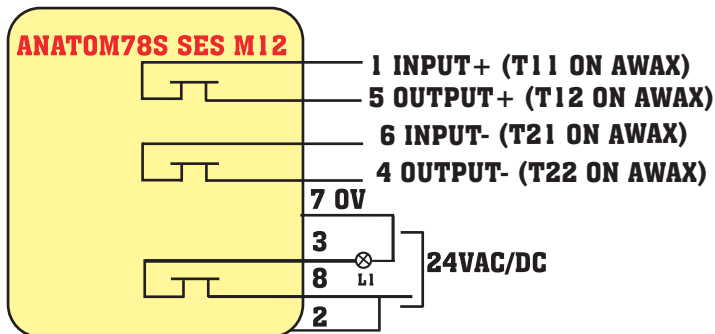 ANATOM78S SES M12
1 INPUT+ (T11 ON AWAX)
5 OUTPUT+ (T12 ON AWAX)
6 INPUT- (T21 ON AWAX)
4 OUTPUT- (T22 ON AWAX)
7 0V
3
L1
24VAC/DC
8
2